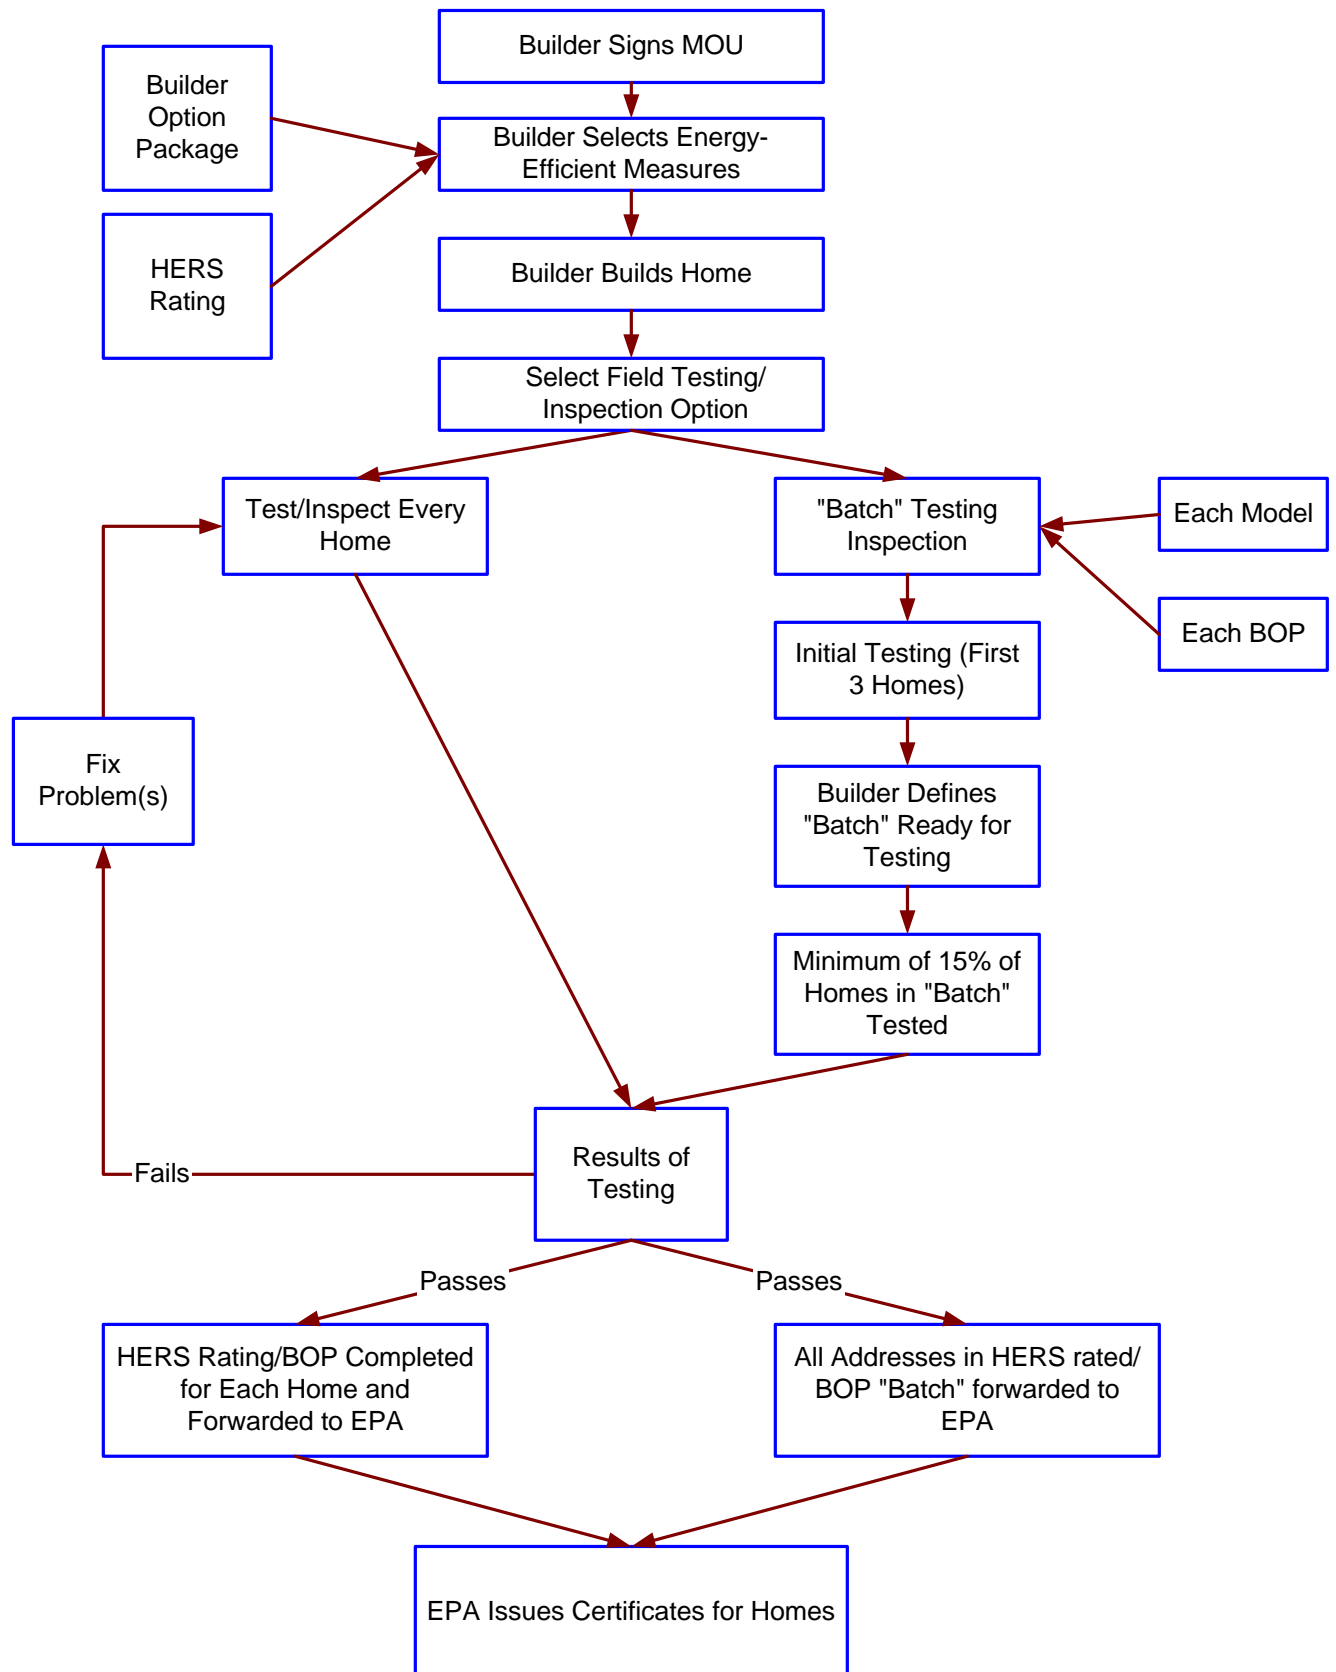 Builder Signs MOU
Builder
Option
Package
Builder Selects Energy-
Efficient Measures
HERS
Rating
Builder Builds Home
Select Field Testing/
Inspection Option
Test/Inspect Every
Home
"Batch" Testing
Inspection
Each Model
Each BOP
Initial Testing (First
3 Homes)
Fix
Problem(s)
Builder Defines
"Batch" Ready for
Testing
Minimum of 15% of
Homes in "Batch"
Tested
Results of
Testing
Fails
Passes
Passes
HERS Rating/BOP Completed
for Each Home and
Forwarded to EPA
All Addresses in HERS rated/
BOP "Batch" forwarded to
EPA
EPA Issues Certificates for Homes